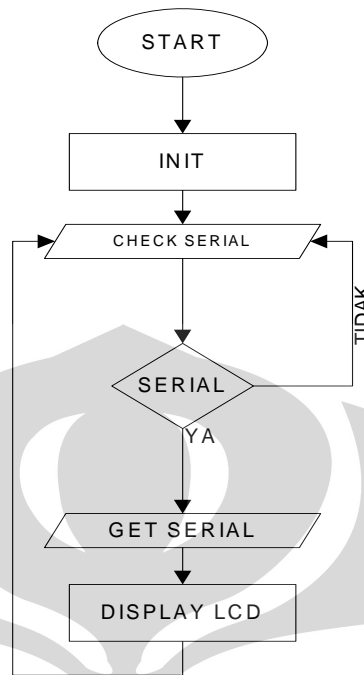 START
INIT
CHECK SERIAL
TIDAK
SERIAL
YA
GET SERIAL
DISPLAY LCD